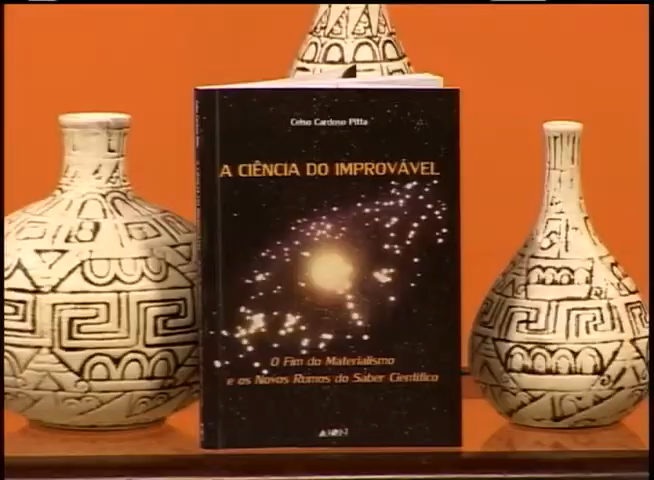 Celso Cardoso Pitta
A CIÊNCIA DO IMPROVÁVEL
O Fim do Materialismo
e os Novos Rumos do Saber Científico